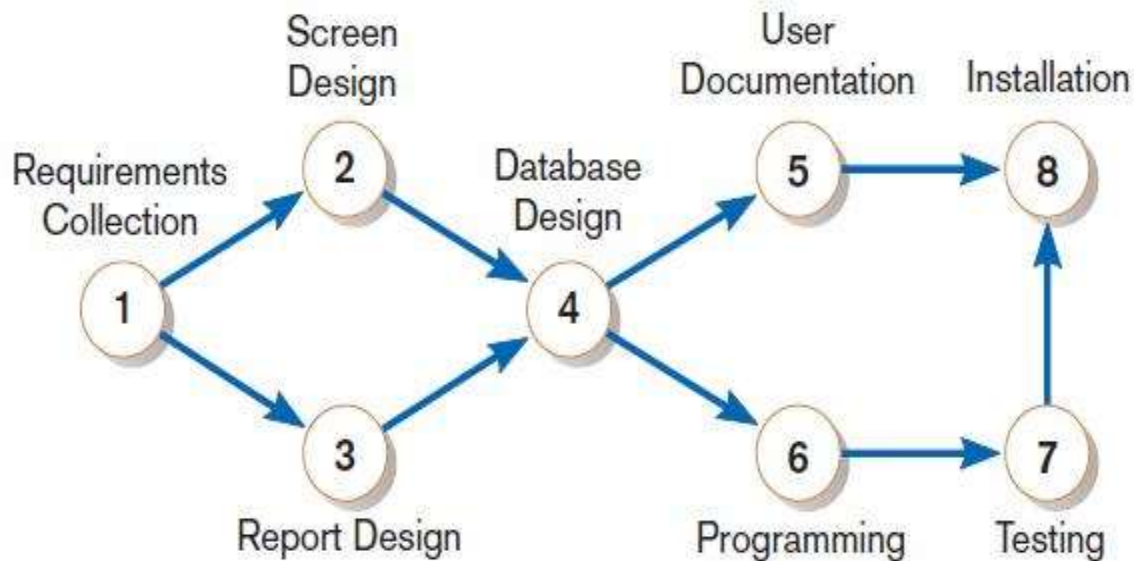 Screen
Design
2
Requirements
Collection
1
3
Report Design
Database
Design
4
User
Documentation
5
Installation
8
6
Programming
7
Testing